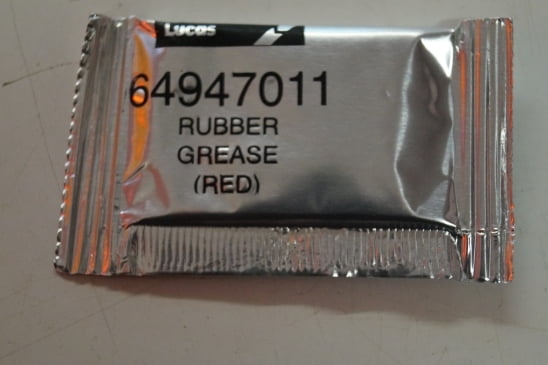 Lucas
64947011
RUBBER
GREASE
(RED)